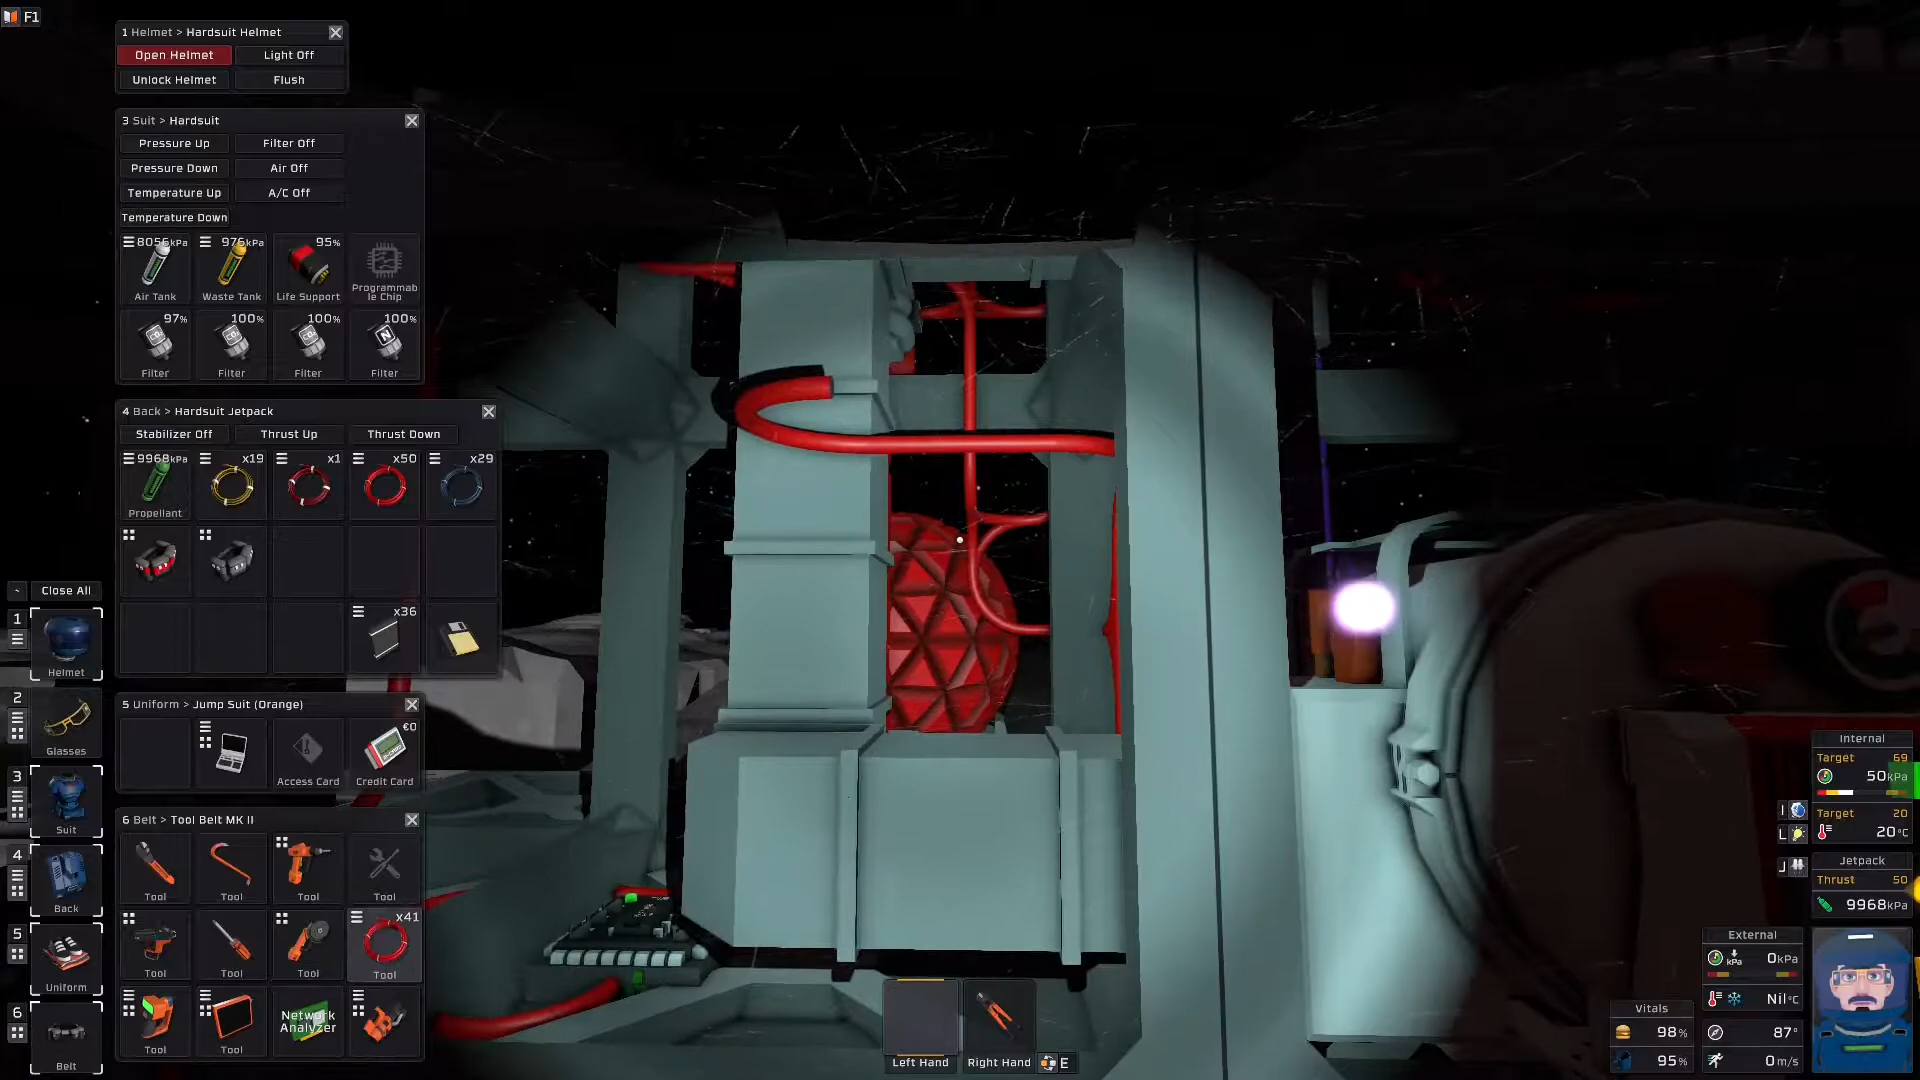 F1
1 Helmet > Hardsuit Helmet
Open Helmet
Light Off
Unlock Helmet
Flush
3 Suit > Hardsuit
Pressure Up
Filter Off
Pressure Down
Air Off
Temperature Up
A/C Off
Temperature Down
8056kPa
976kPa
95%
Air Tank
Waste Tank
Life Support
Programmab
le Chip
97%
100%
100%
100%
Filter
Filter
Filter
Filter
4 Back > Hardsuit Jetpack
Stabilizer Off
Thrust Up
Thrust Down
9968kPa
x19
x1
x50
x29
Propellant
x36
~
Close All
1
Helmet
2
Glasses
3
Suit
4
Back
5
Uniform
6
Belt
5 Uniform > Jump Suit (Orange)
€0
Access Card
Credit Card
6 Belt > Tool Belt MK II
Tool
Tool
Tool
Tool
x41
Tool
Tool
Tool
Tool
Network
Analyzer
Tool
Tool
Tool
Left Hand
Right Hand
E
Internal
Target 69
50kPa
I
Target 20
L
20°C
Jetpack
J
Thrust 50
9968kPa
External
kPa
0kPa
Nil°C
Vitals
98%
87°
95%
0m/s